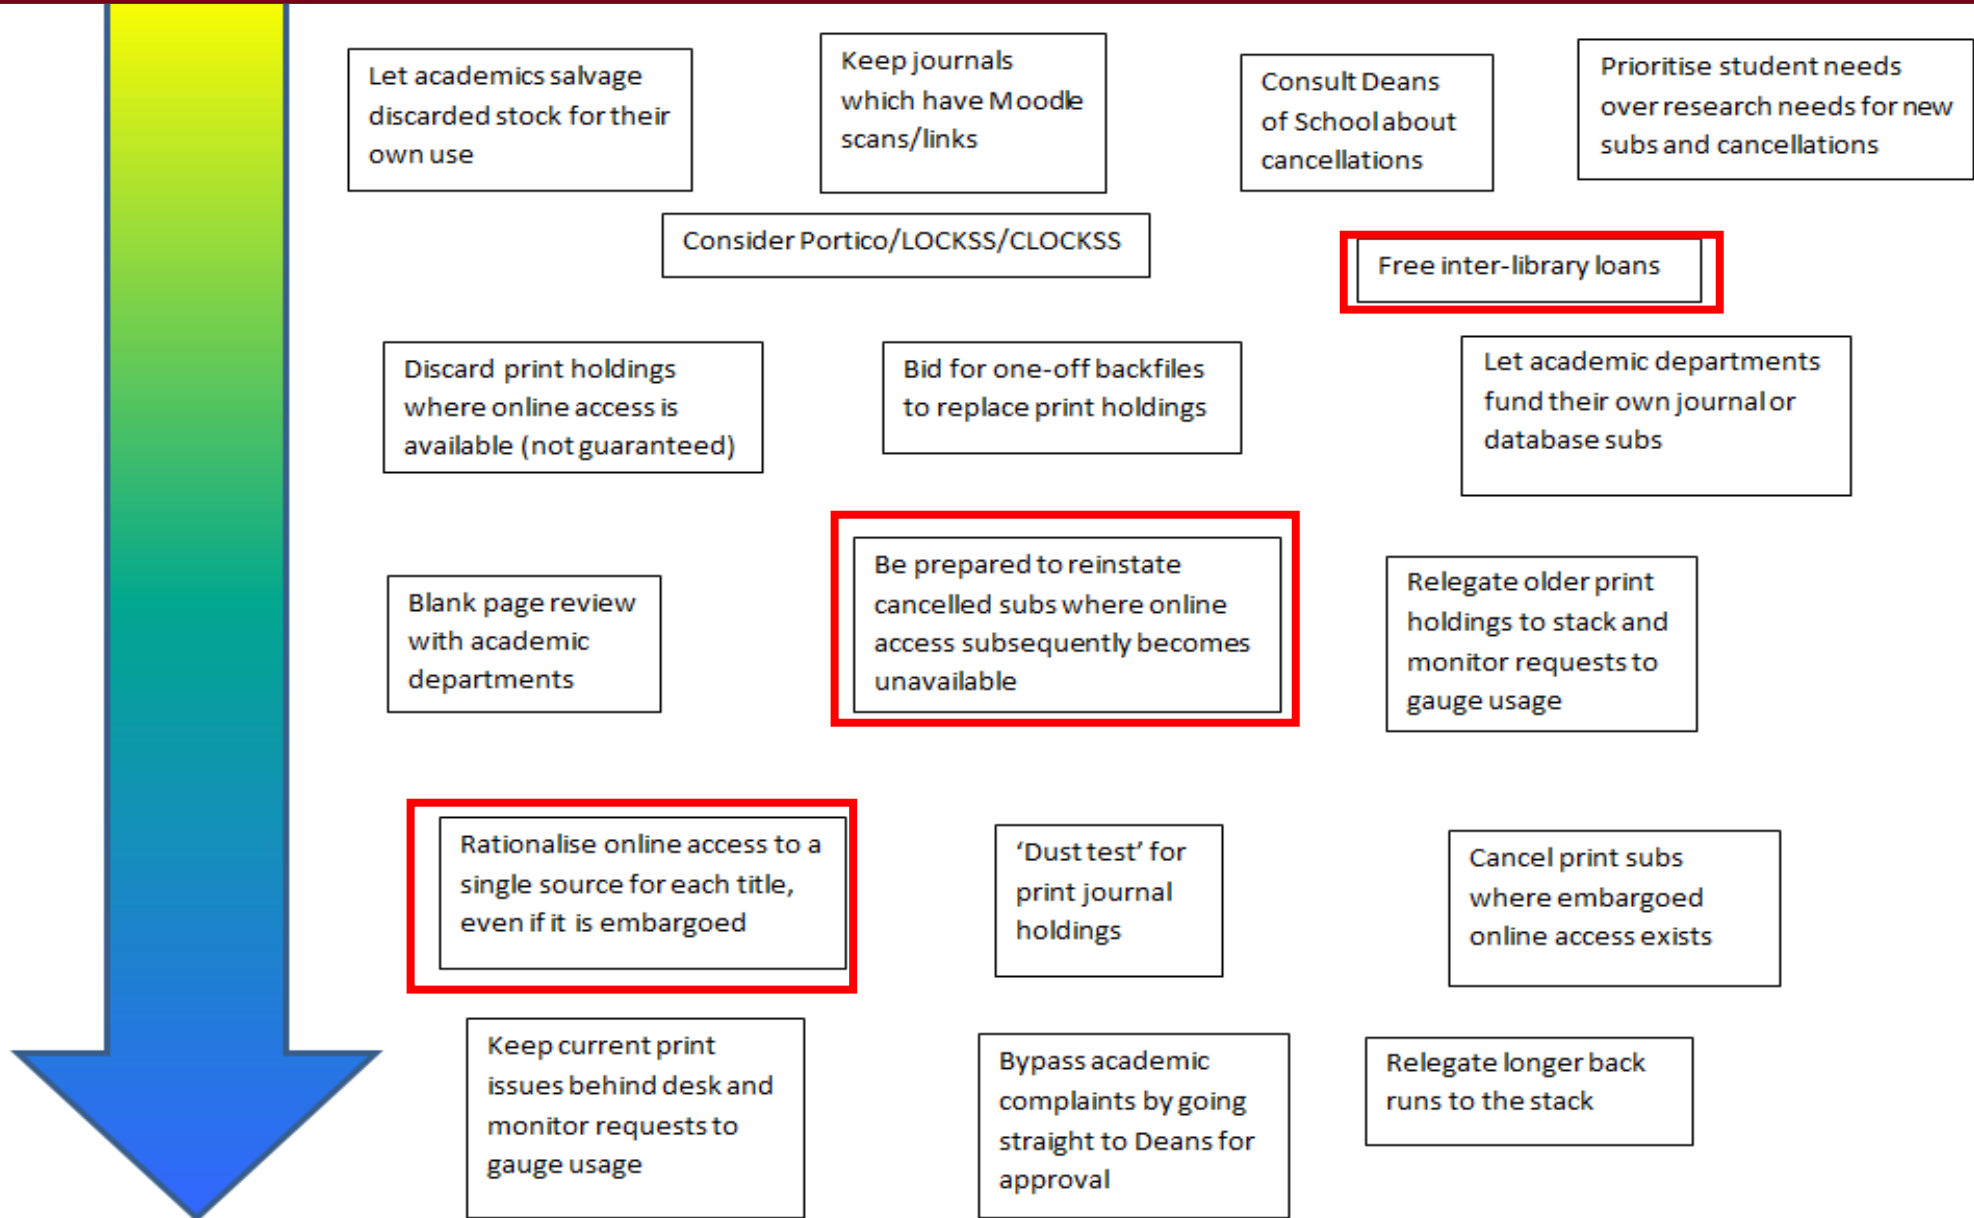 Let academics salvage
discarded stock for their
own use
Keep journals
which have Moodle
scans/links
Consult Deans
of School about
cancellations
Prioritise student needs
over research needs for new
subs and cancellations
Consider Portico/LOCKSS/CLOCKSS
Free inter-library loans
Discard print holdings
where online access is
available (not guaranteed)
Bid for one-off backfiles
to replace print holdings
Let academic departments
fund their own journal or
database subs
Blank page review
with academic
departments
Be prepared to reinstate
cancelled subs where online
access subsequently becomes
unavailable
Relegate older print
holdings to stack and
monitor requests to
gauge usage
Rationalise online access to a
single source for each title,
even if it is embargoed
‘Dust test’ for
print journal
holdings
Cancel print subs
where embargoed
online access exists
Keep current print
issues behind desk and
monitor requests to
gauge usage
Bypass academic
complaints by going
straight to Deans for
approval
Relegate longer back
runs to the stack